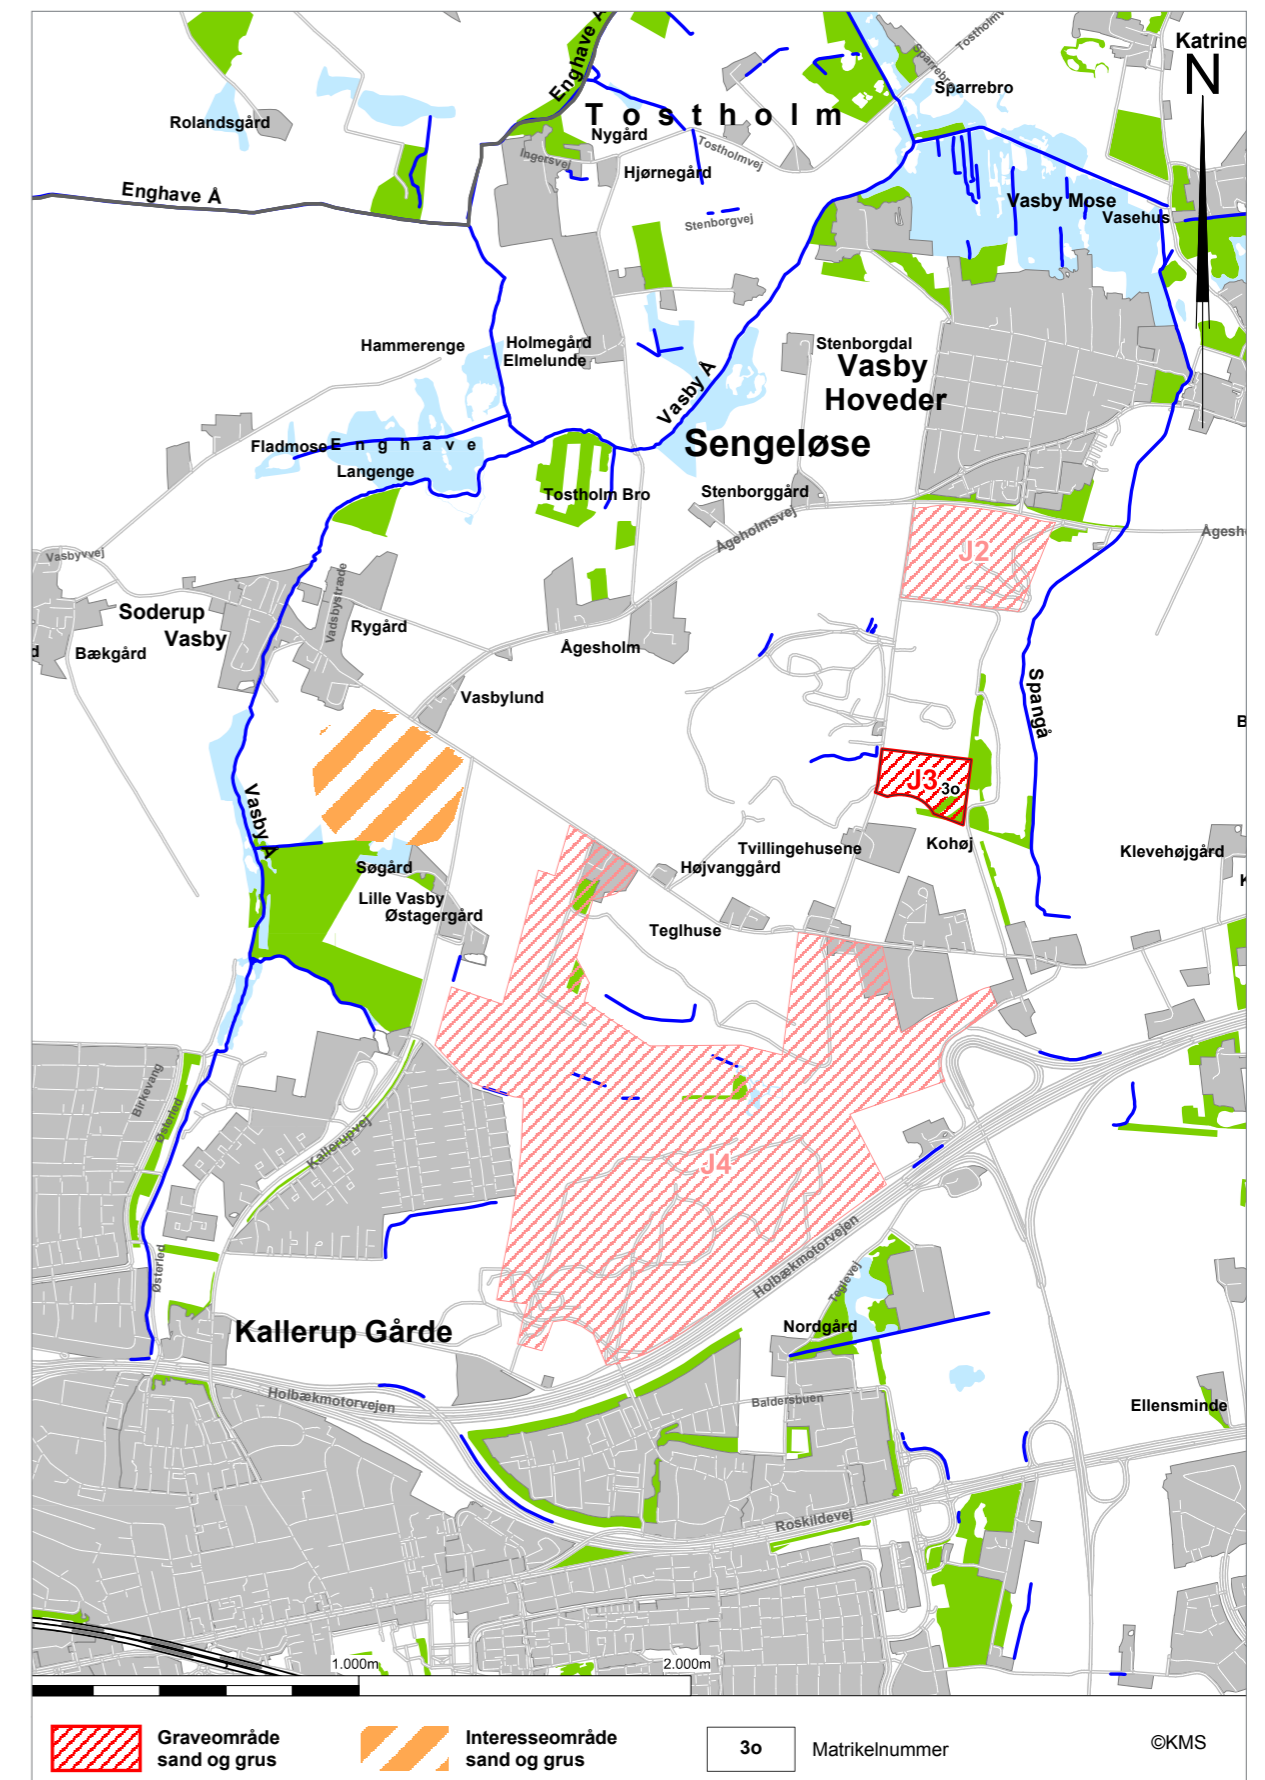 Katrine
N
Enghave Å
Sparrebro
Tostholmv
Sparrebro
Tostholm
Rolandsgård
Nygård
Ingersvej
Tostholmvej
Hjørnegård
Enghave Å
Vasby Mose
Vasehus
Stenborgvej
Hammerenge
Holmegård
Elmelunde
Stenborgdal
Vasby
Hoveder
Vasby Å
Fladmose
Enghave
Sengeløse
Langenge
Tostholm Bro
Stenborggård
Ågeholmsvej
Ågesh
J2
Vasbyvvej
Vadsbystræde
Soderup
Vasby
Rygård
d
Bækgård
Ågesholm
Vasbylund
Spangå
B
J3
3o
Vasby Å
Tvillingehusene
Kohøj
Klevehøjgård
Søgård
Højvanggård
K
Lille Vasby
Østagergård
Teglhuse
Birkevang
Østerled
Kallerupvej
J4
Østerled
Holbækmotorvejen
Teglevej
Kallerup Gårde
Nordgård
Holbækmotorvejen
Baldersbuen
Ellensminde
Roskildevej
1.000m
2.000m
Graveområde
sand og grus
Interesseområde
sand og grus
3o
Matrikelnummer
©KMS